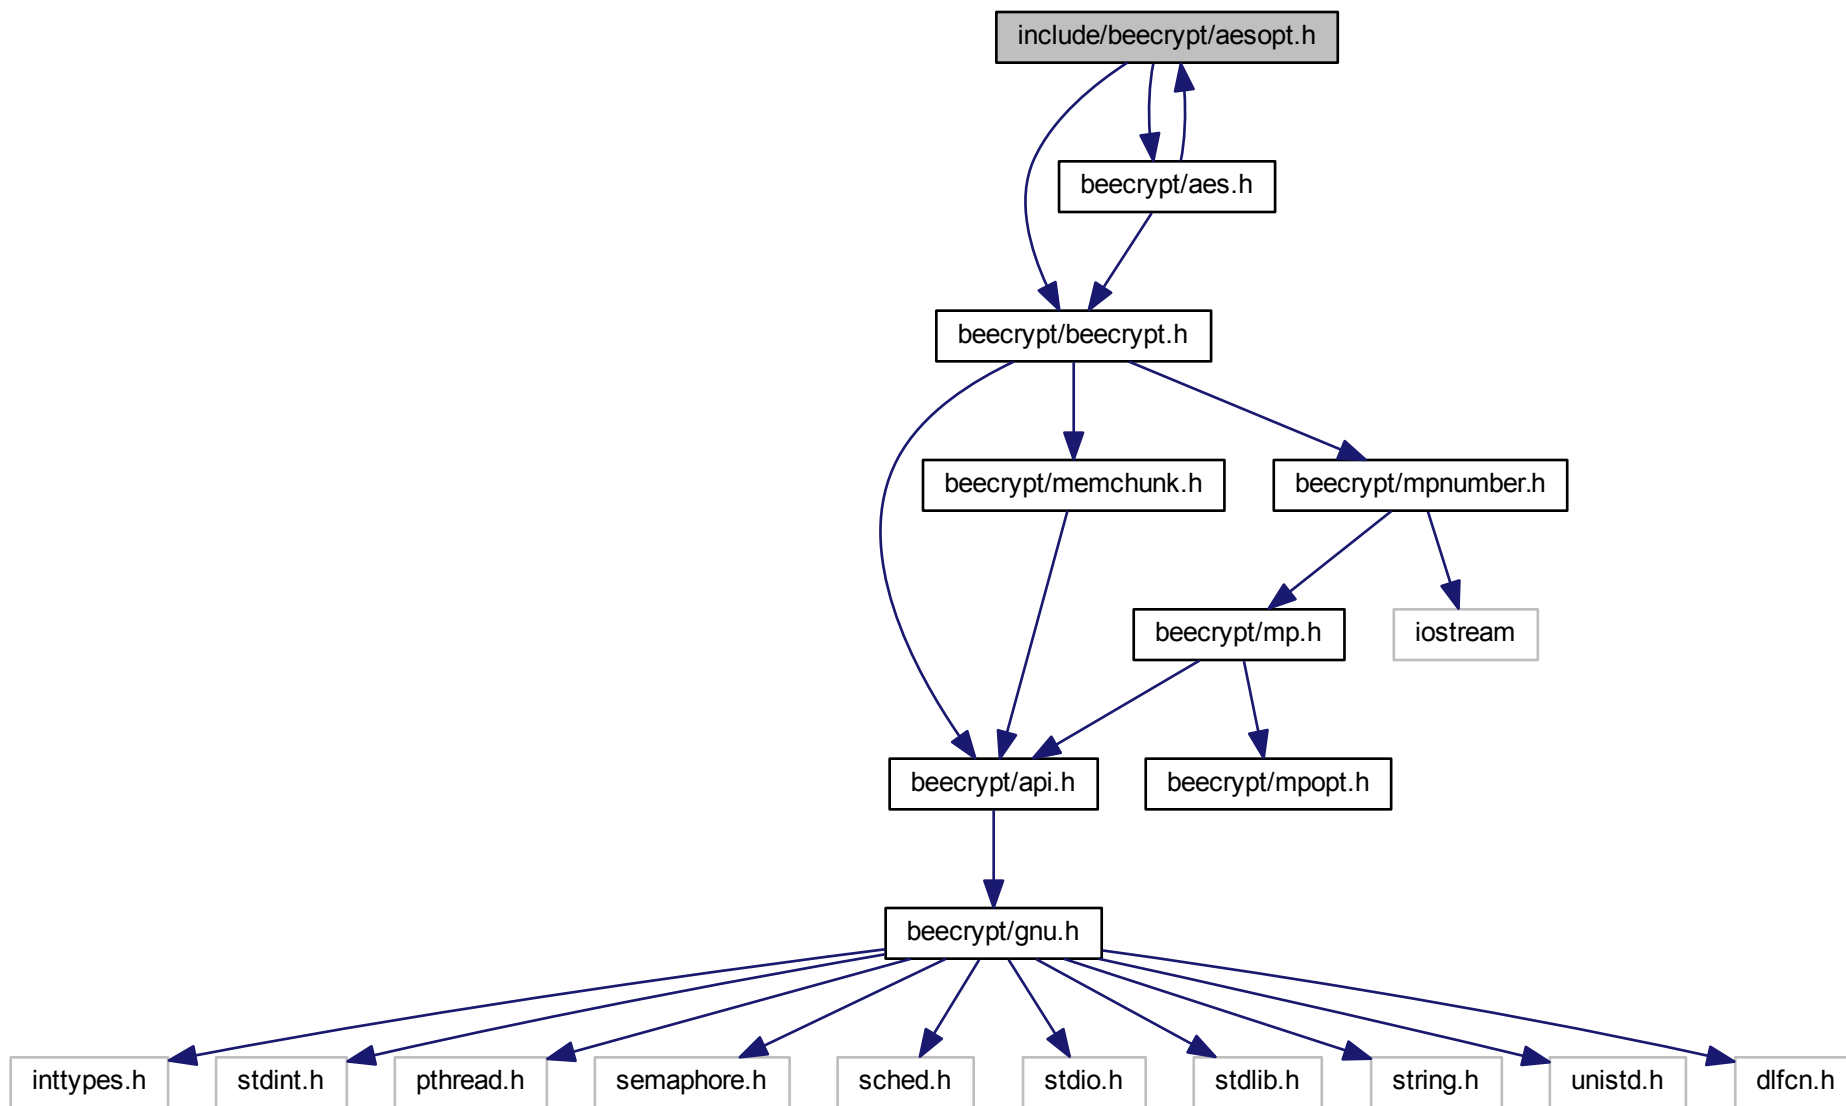 include/beecrypt/aesopt.h
beecrypt/aes.h
beecrypt/beecrypt.h
beecrypt/memchunk.h
beecrypt/mpnumber.h
beecrypt/mp.h
iostream
beecrypt/api.h
beecrypt/mpopt.h
beecrypt/gnu.h
inttypes.h
stdint.h
pthread.h
semaphore.h
sched.h
stdio.h
stdlib.h
string.h
unistd.h
dlfcn.h